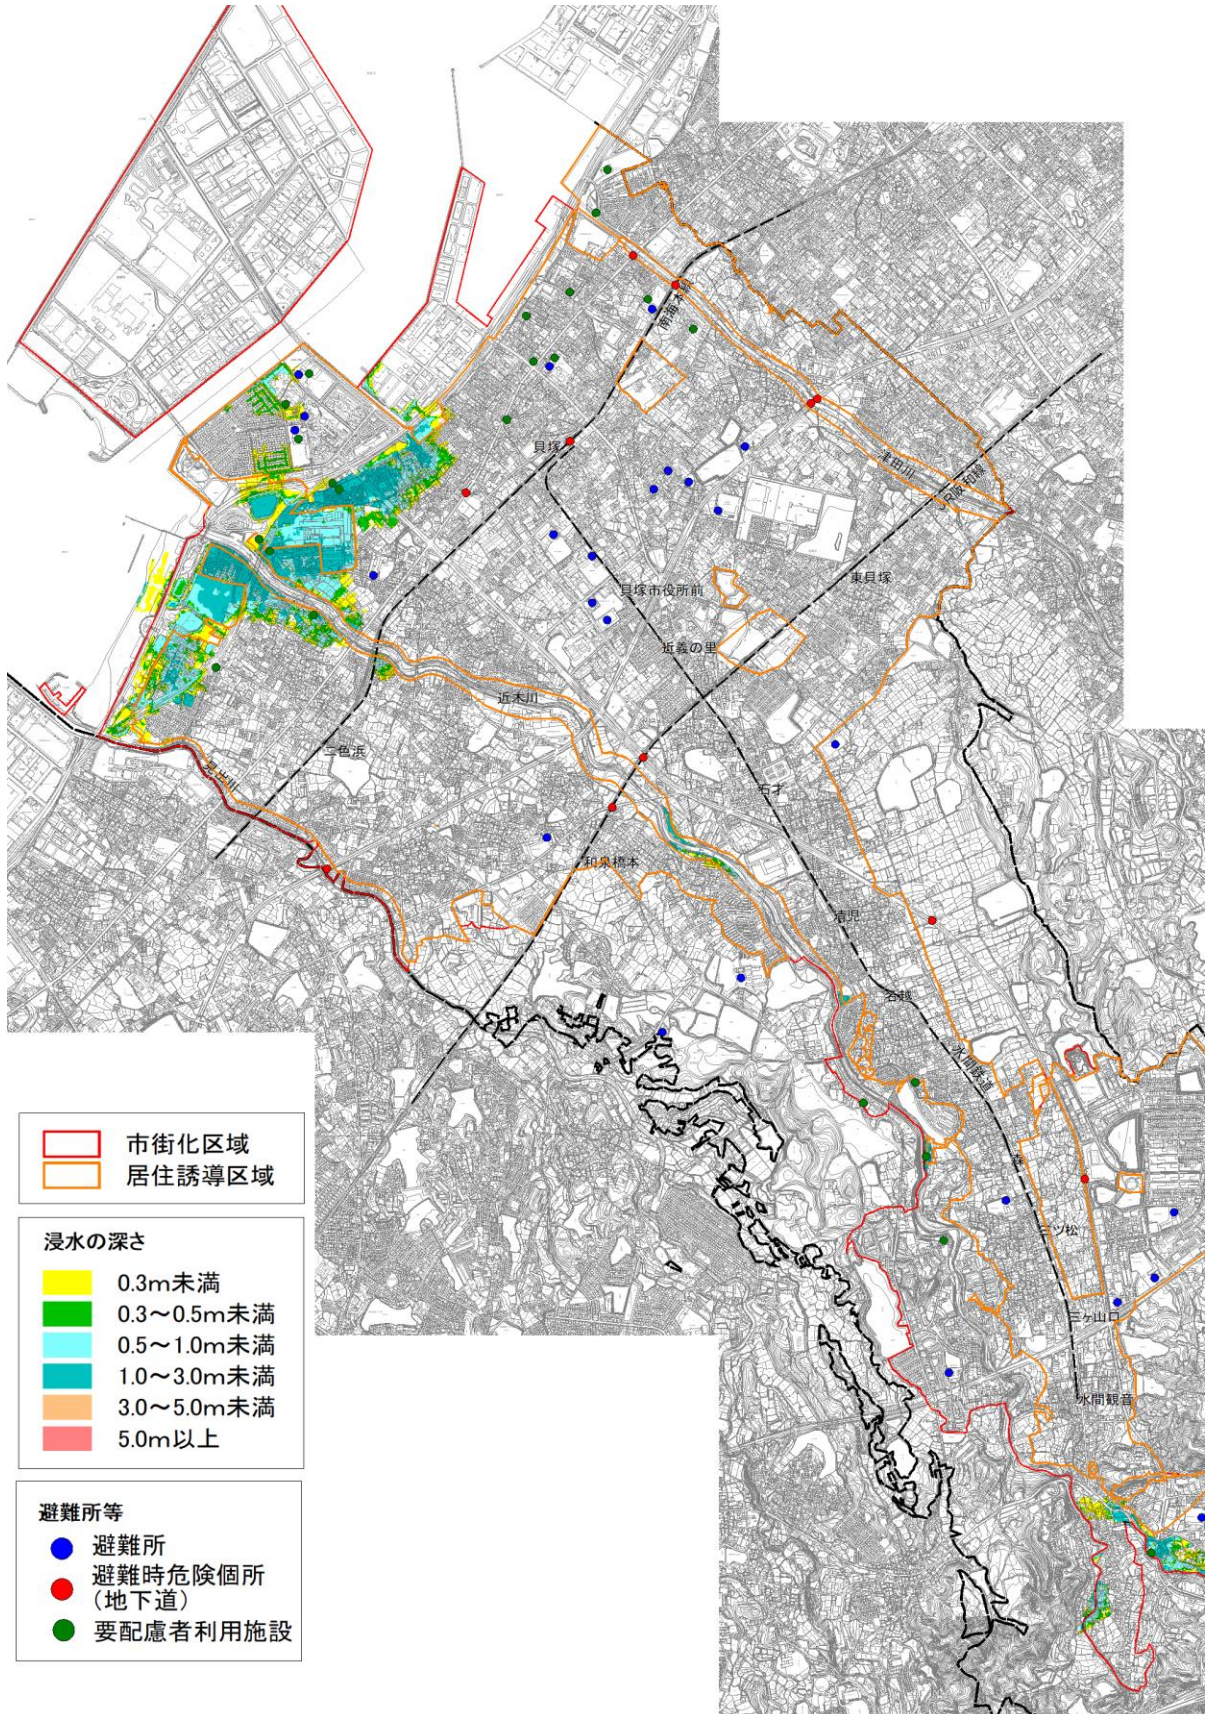 南海本線
貝塚
津田川
JR阪和線
東貝塚
貝塚市役所前
近義の里
近木川
二色浜
見出川
石才
和泉橋本
清児
名越
水間鉄道
森
三ツ松
三ヶ山口
水間観音
市街化区域
居住誘導区域
浸水の深さ
0.3m未満
0.3~0.5m未満
0.5~1.0m未満
1.0~3.0m未満
3.0~5.0m未満
5.0m以上
避難所等
避難所
避難時危険個所
(地下道)
要配慮者利用施設